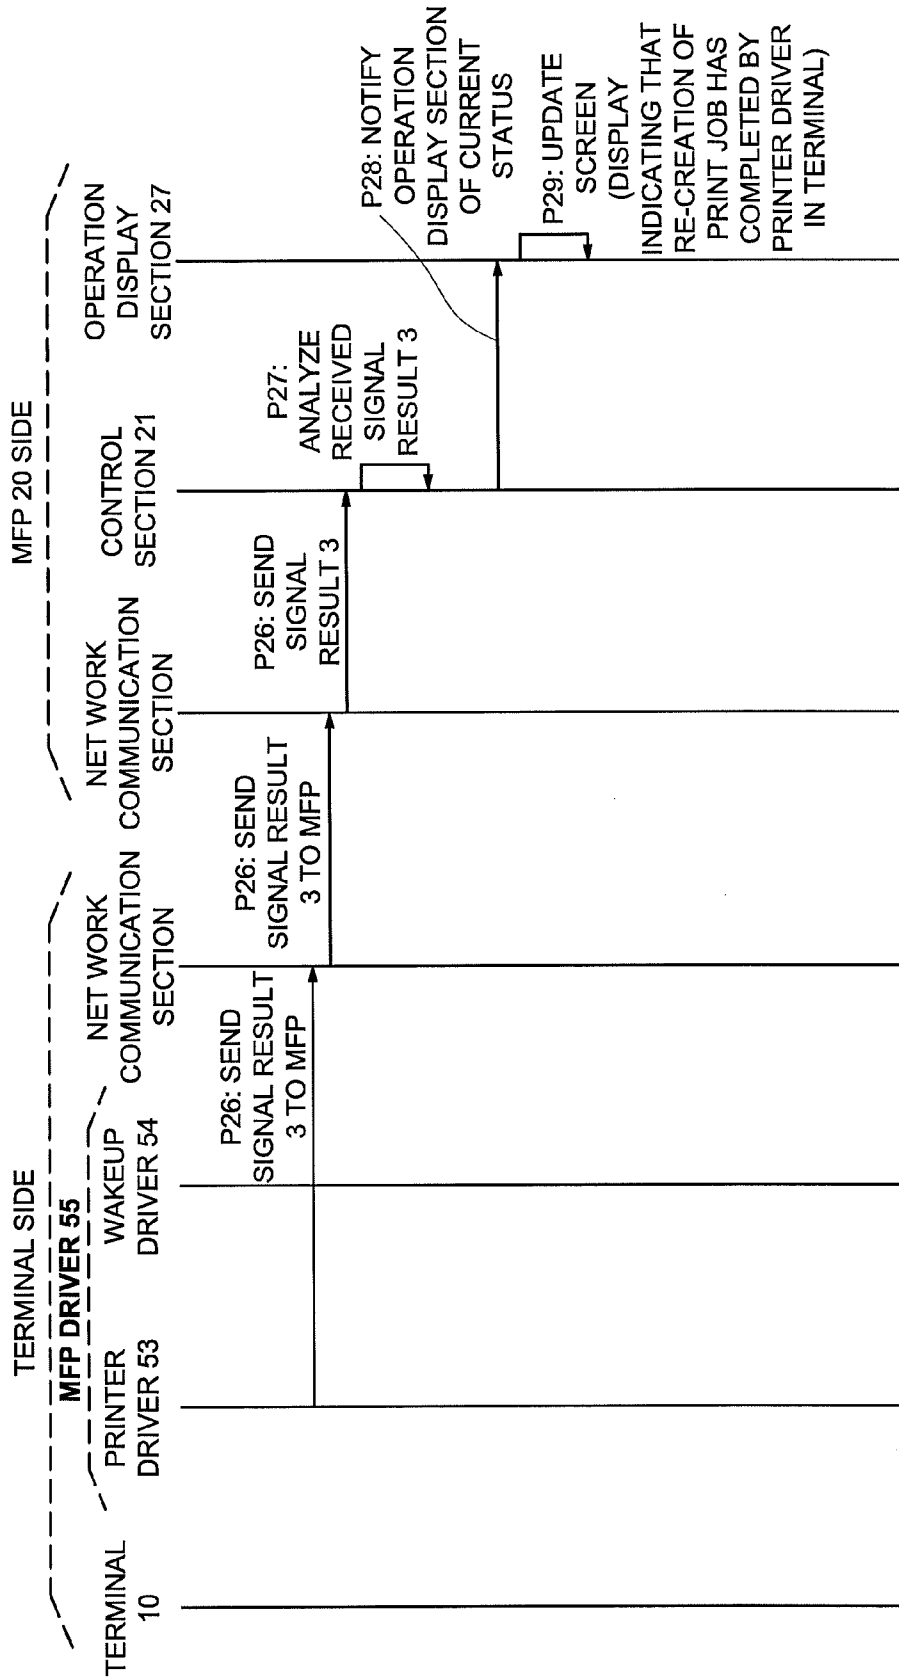 TERMINAL SIDE
MFP 20 SIDE
MFP DRIVER 55
TERMINAL
10
PRINTER
DRIVER 53
WAKEUP
DRIVER 54
NET WORK
COMMUNICATION
SECTION
NET WORK
COMMUNICATION
SECTION
CONTROL
SECTION 21
OPERATION
DISPLAY
SECTION 27
P26: SEND
SIGNAL RESULT
3 TO MFP
P26: SEND
SIGNAL RESULT
3 TO MFP
P26: SEND
SIGNAL
RESULT 3
P27:
ANALYZE
RECEIVED
SIGNAL
RESULT 3
P28: NOTIFY
OPERATION
DISPLAY SECTION
OF CURRENT
STATUS
P29: UPDATE
SCREEN
(DISPLAY
INDICATING THAT
RE-CREATION OF
PRINT JOB HAS
COMPLETED BY
PRINTER DRIVER
IN TERMINAL)